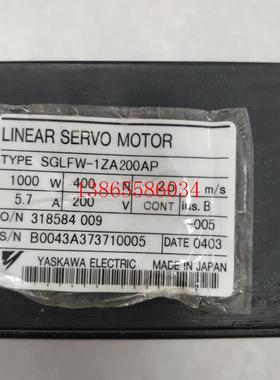 LINEAR SERVO MOTOR
TYPE SGLFW-1ZA200AP
1000 W 400 N m/s
13865586034
5.7 A 200 V CONT ins. B
O/N 318584 009 -005
S/N B0043A373710005 DATE 0403
YASKAWA ELECTRIC MADE IN JAPAN